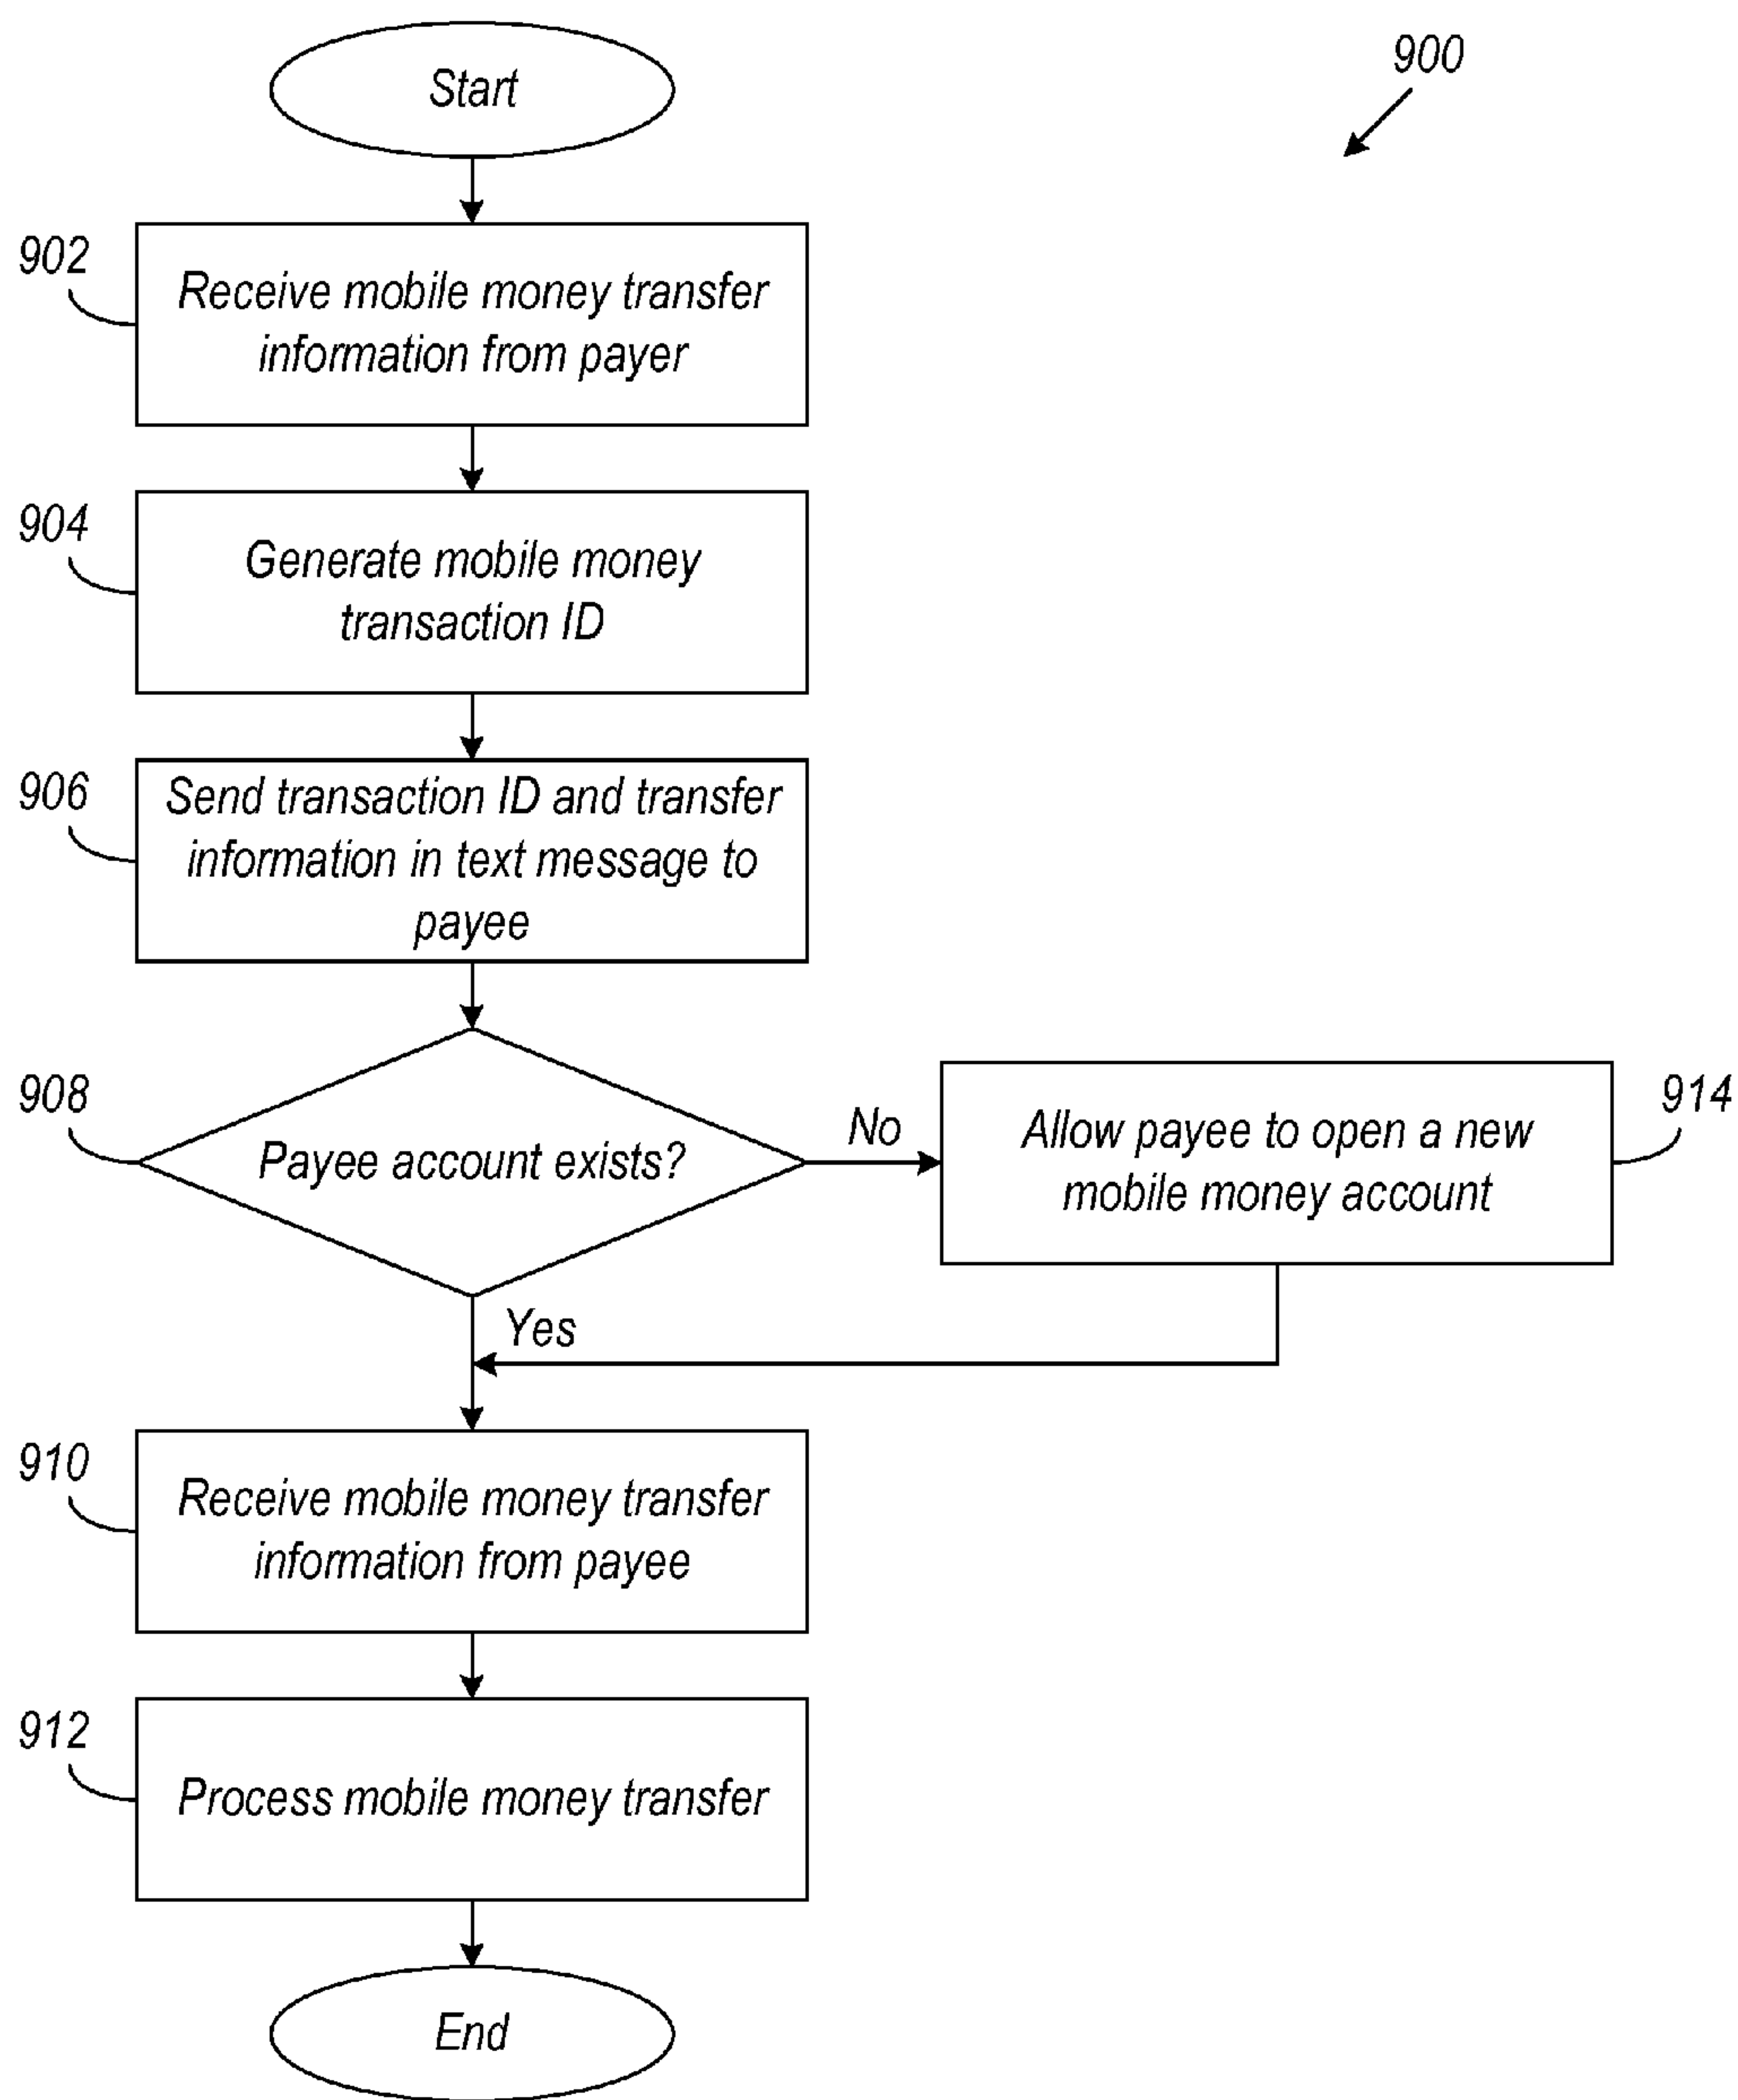 Start
900
902
Receive mobile money transfer
information from payer
904
Generate mobile money
transaction ID
906
Send transaction ID and transfer
information in text message to
payee
908
Payee account exists?
No
Allow payee to open a new
mobile money account
914
Yes
910
Receive mobile money transfer
information from payee
912
Process mobile money transfer
End